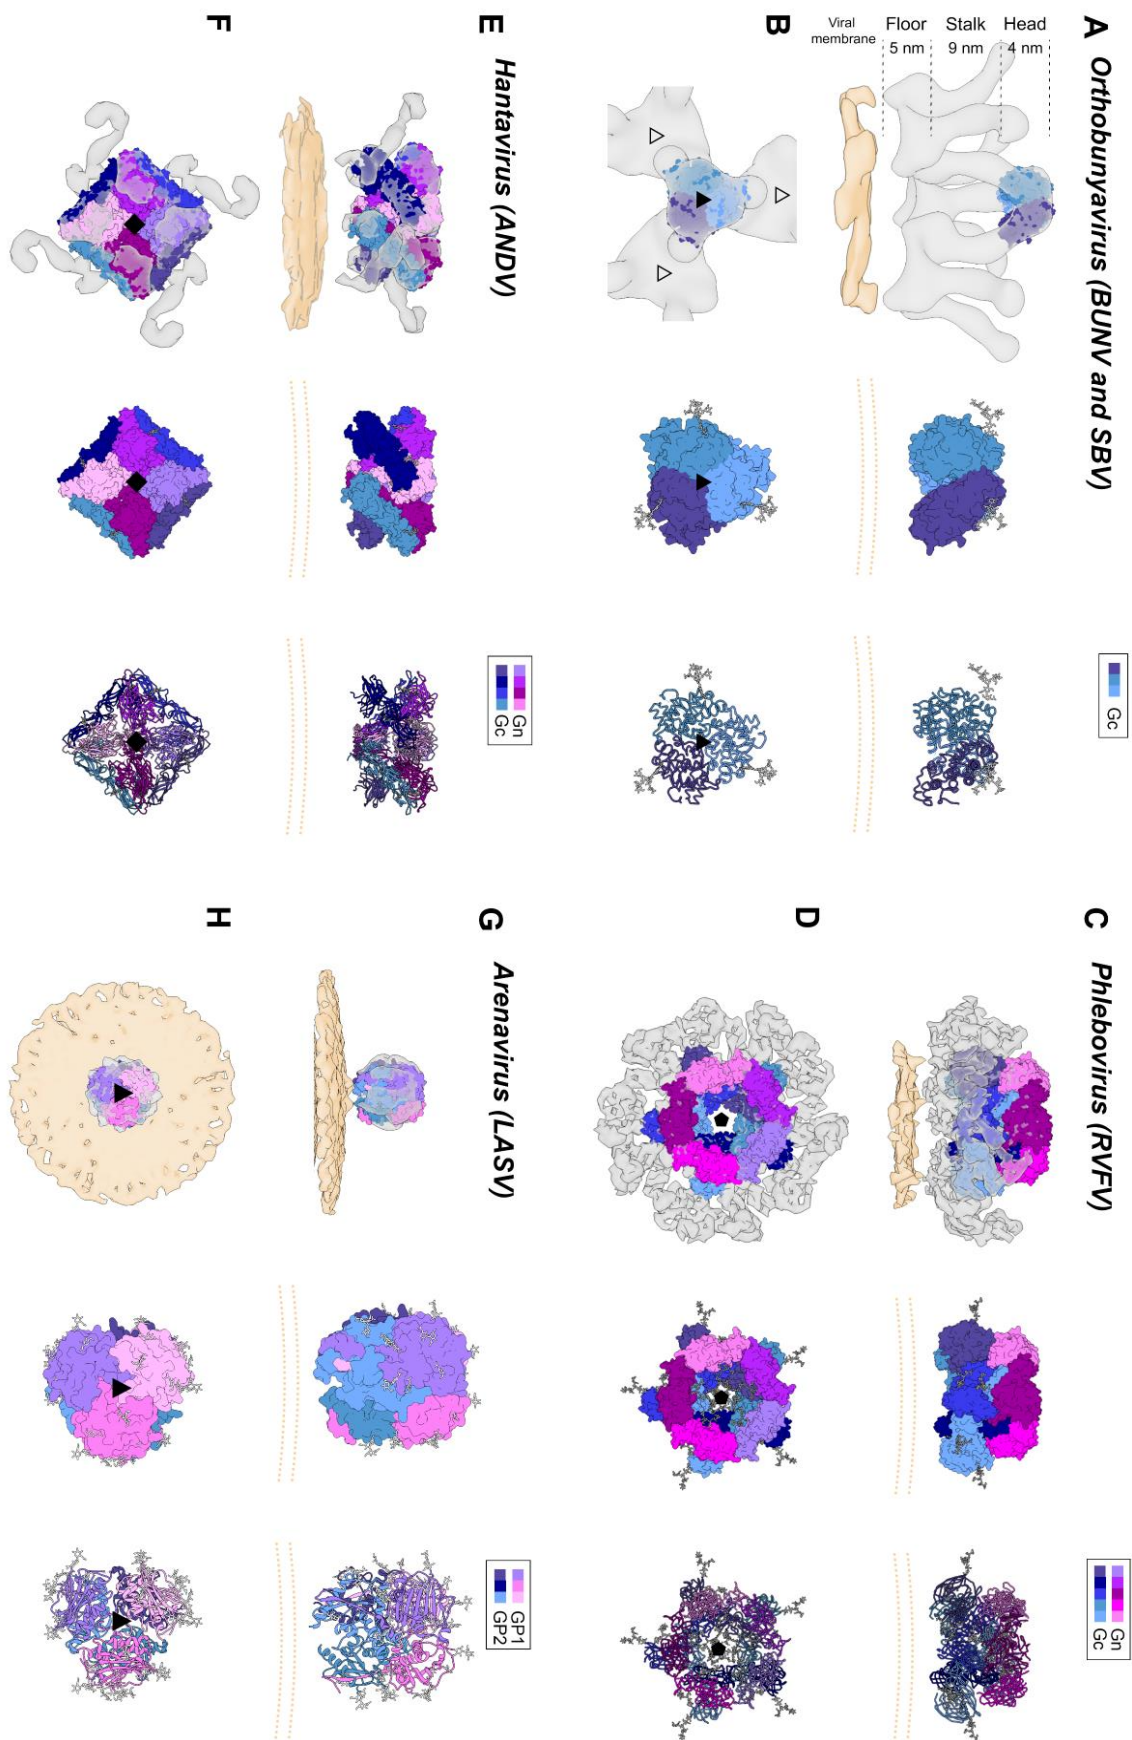 A Orthobunyavirus (BUNV and SBV)
Viral
membrane
Floor
5 nm
Stalk
9 nm
Head
4 nm
Gc
B
C Phlebovirus (RVFV)
Gn
Gc
D
E Hantavirus (ANDV)
Gn
Gc
F
G Arenavirus (LASV)
GP1
GP2
H